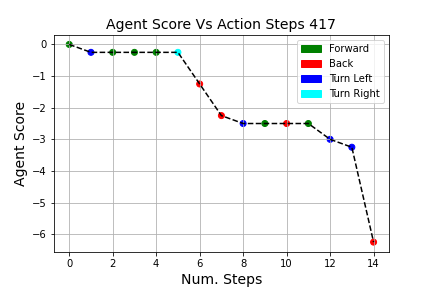 Agent Score Vs Action Steps 417
Forward
Back
Turn Left
Turn Right
Agent Score
0
−1
−2
−3
−4
−5
−6
0 2 4 6 8 10 12 14
Num. Steps